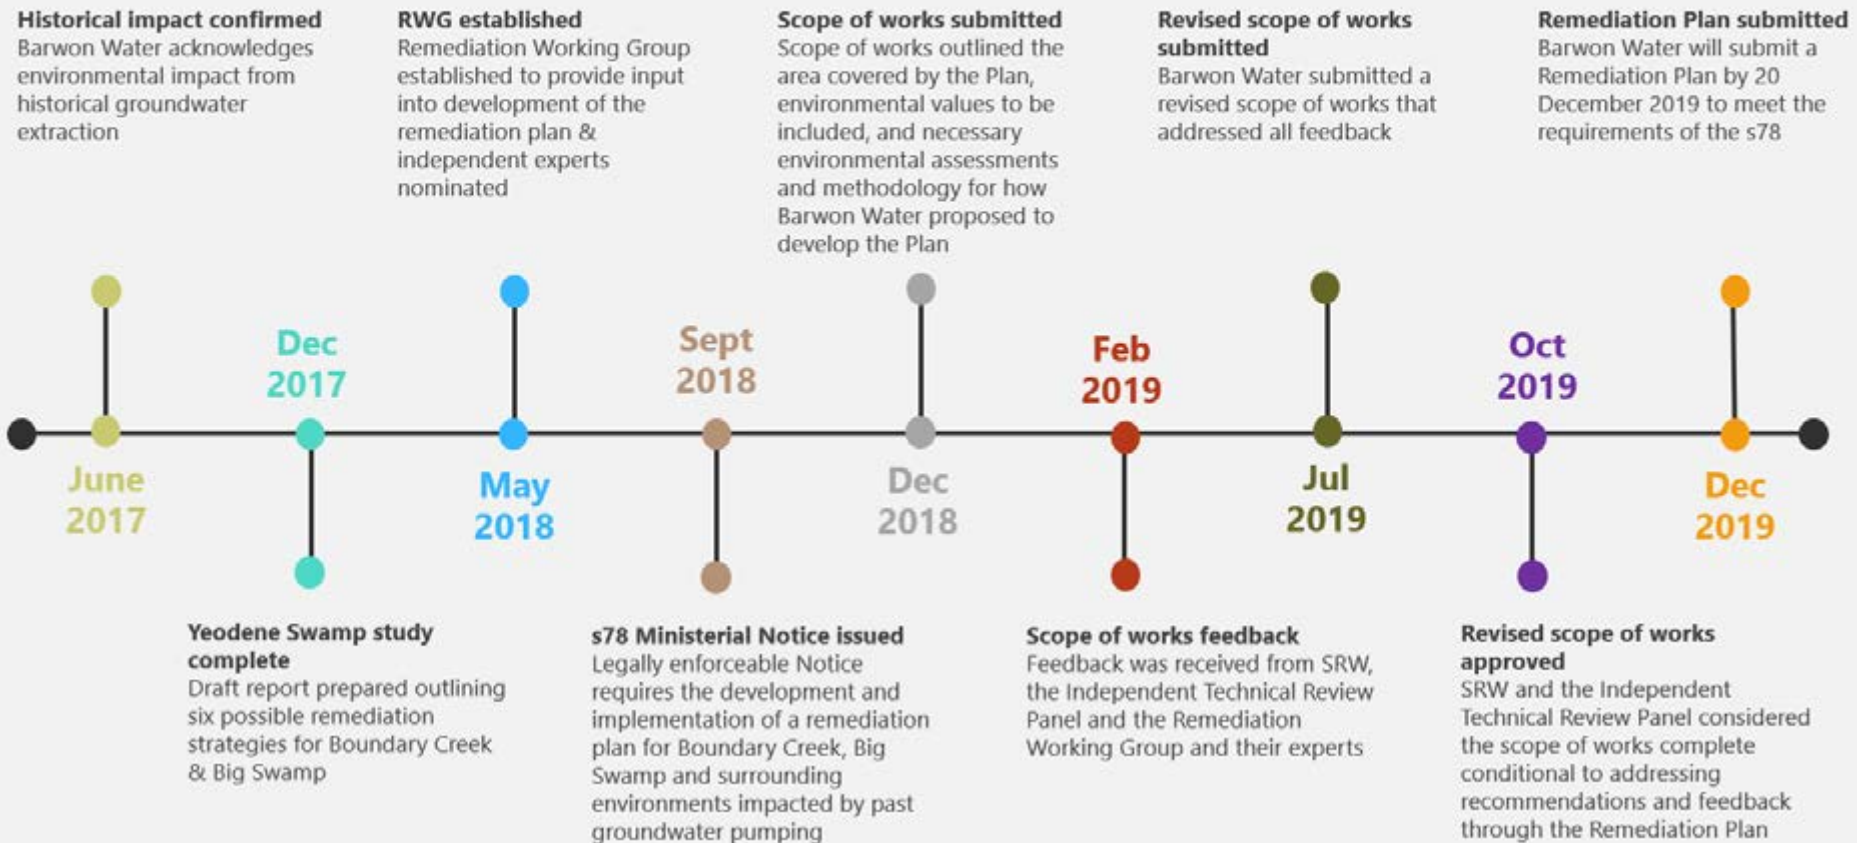 Historical impact confirmed
Barwon Water acknowledges
environmental impact from
historical groundwater
extraction
RWG established
Remediation Working Group
established to provide input
into development of the
remediation plan &
independent experts
nominated
Scope of works submitted
Scope of works outlined the
area covered by the Plan,
environmental values to be
included, and necessary
environmental assessments
and methodology for how
Barwon Water proposed to
develop the Plan
Revised scope of works
submitted
Barwon Water submitted a
revised scope of works that
addressed all feedback
Remediation Plan submitted
Barwon Water will submit a
Remediation Plan by 20
December 2019 to meet the
requirements of the s78
Dec
2017
Sept
2018
Feb
2019
Oct
2019
June
2017
May
2018
Dec
2018
Jul
2019
Dec
2019
Yeodene Swamp study
complete
Draft report prepared outlining
six possible remediation
strategies for Boundary Creek
& Big Swamp
s78 Ministerial Notice issued
Legally enforceable Notice
requires the development and
implementation of a remediation
plan for Boundary Creek, Big
Swamp and surrounding
environments impacted by past
groundwater pumping
Scope of works feedback
Feedback was received from SRW,
the Independent Technical Review
Panel and the Remediation
Working Group and their experts
Revised scope of works
approved
SRW and the Independent
Technical Review Panel considered
the scope of works complete
conditional to addressing
recommendations and feedback
through the Remediation Plan